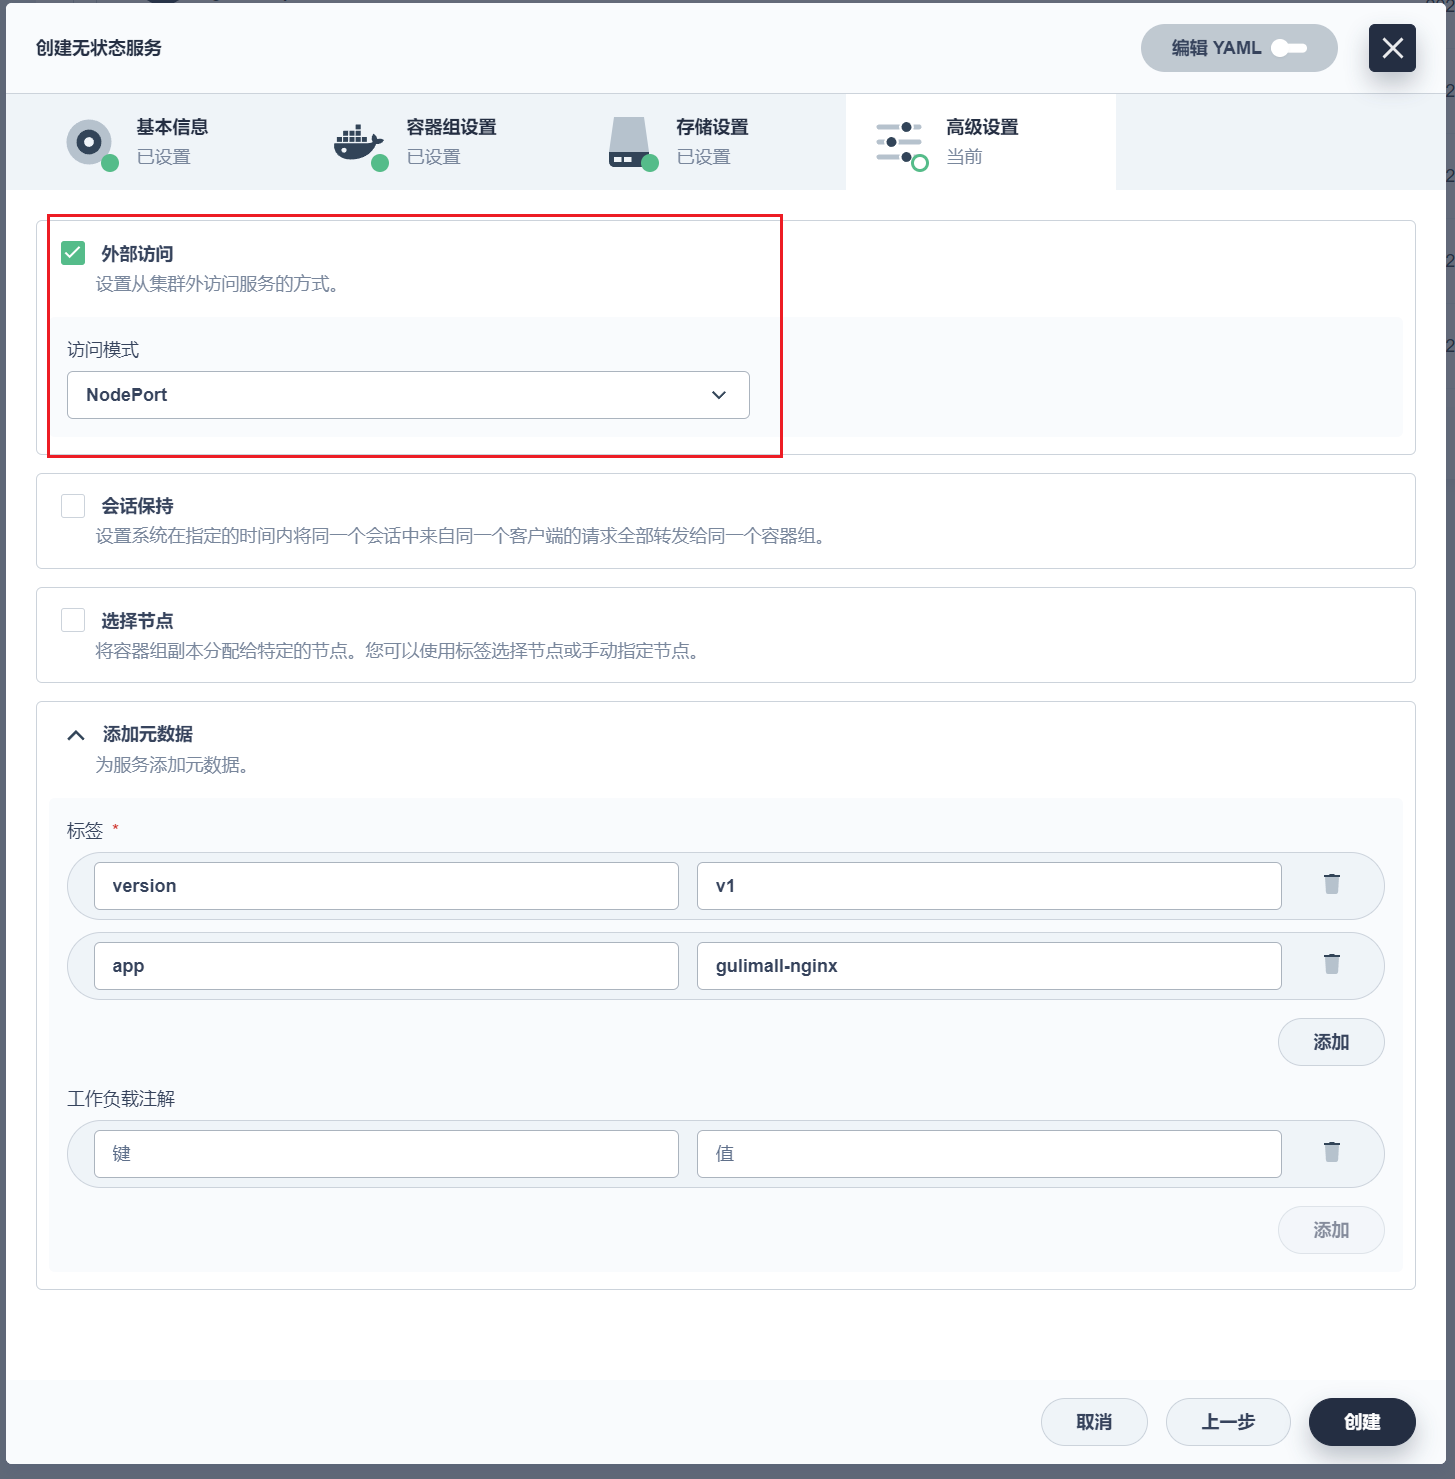 创建无状态服务
编辑 YAML
基本信息
已设置
容器组设置
已设置
存储设置
已设置
高级设置
当前
外部访问
设置从集群外访问服务的方式。
访问模式
NodePort
会话保持
设置系统在指定的时间内将同一个会话中来自同一个客户端的请求全部转发给同一个容器组。
选择节点
将容器组副本分配给特定的节点。您可以使用标签选择节点或手动指定节点。
添加元数据
为服务添加元数据。
标签 *
version v1
app gulimall-nginx
添加
工作负载注解
键 值
添加
取消 上一步 创建